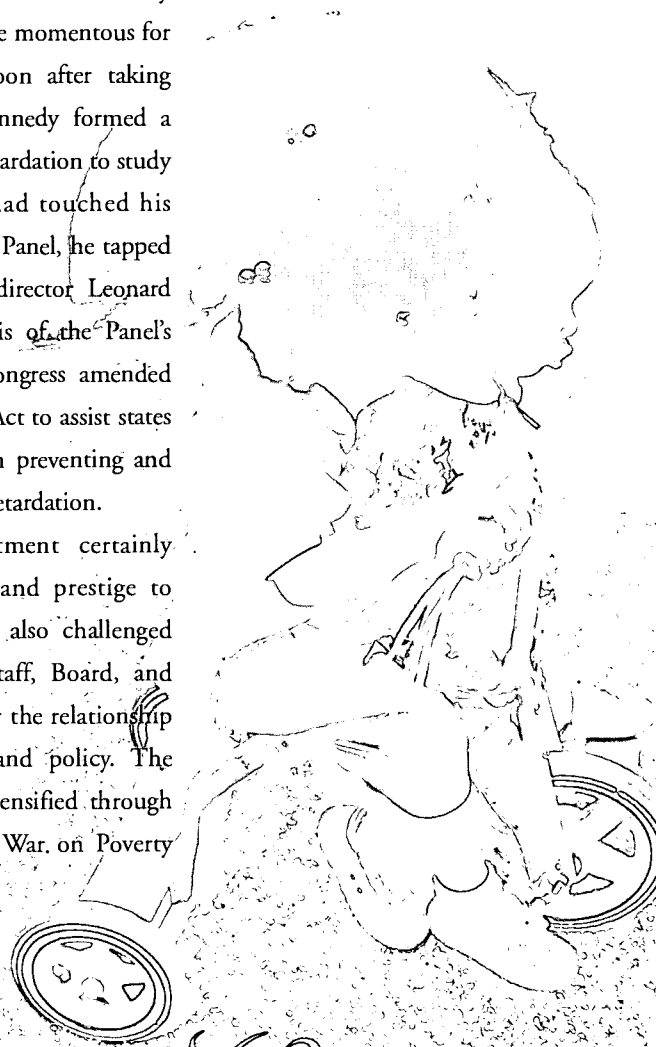 e momentous for
oon after taking
nnedy formed a
ardation to study
ad touched his
Panel, he tapped
director Leonard
is of the Panel's
ongress amended
Act to assist states
n preventing and
etardation.
tment certainly
and prestige to
also challenged
taff, Board, and
the relationship
and policy. The
ensified through
War on Poverty